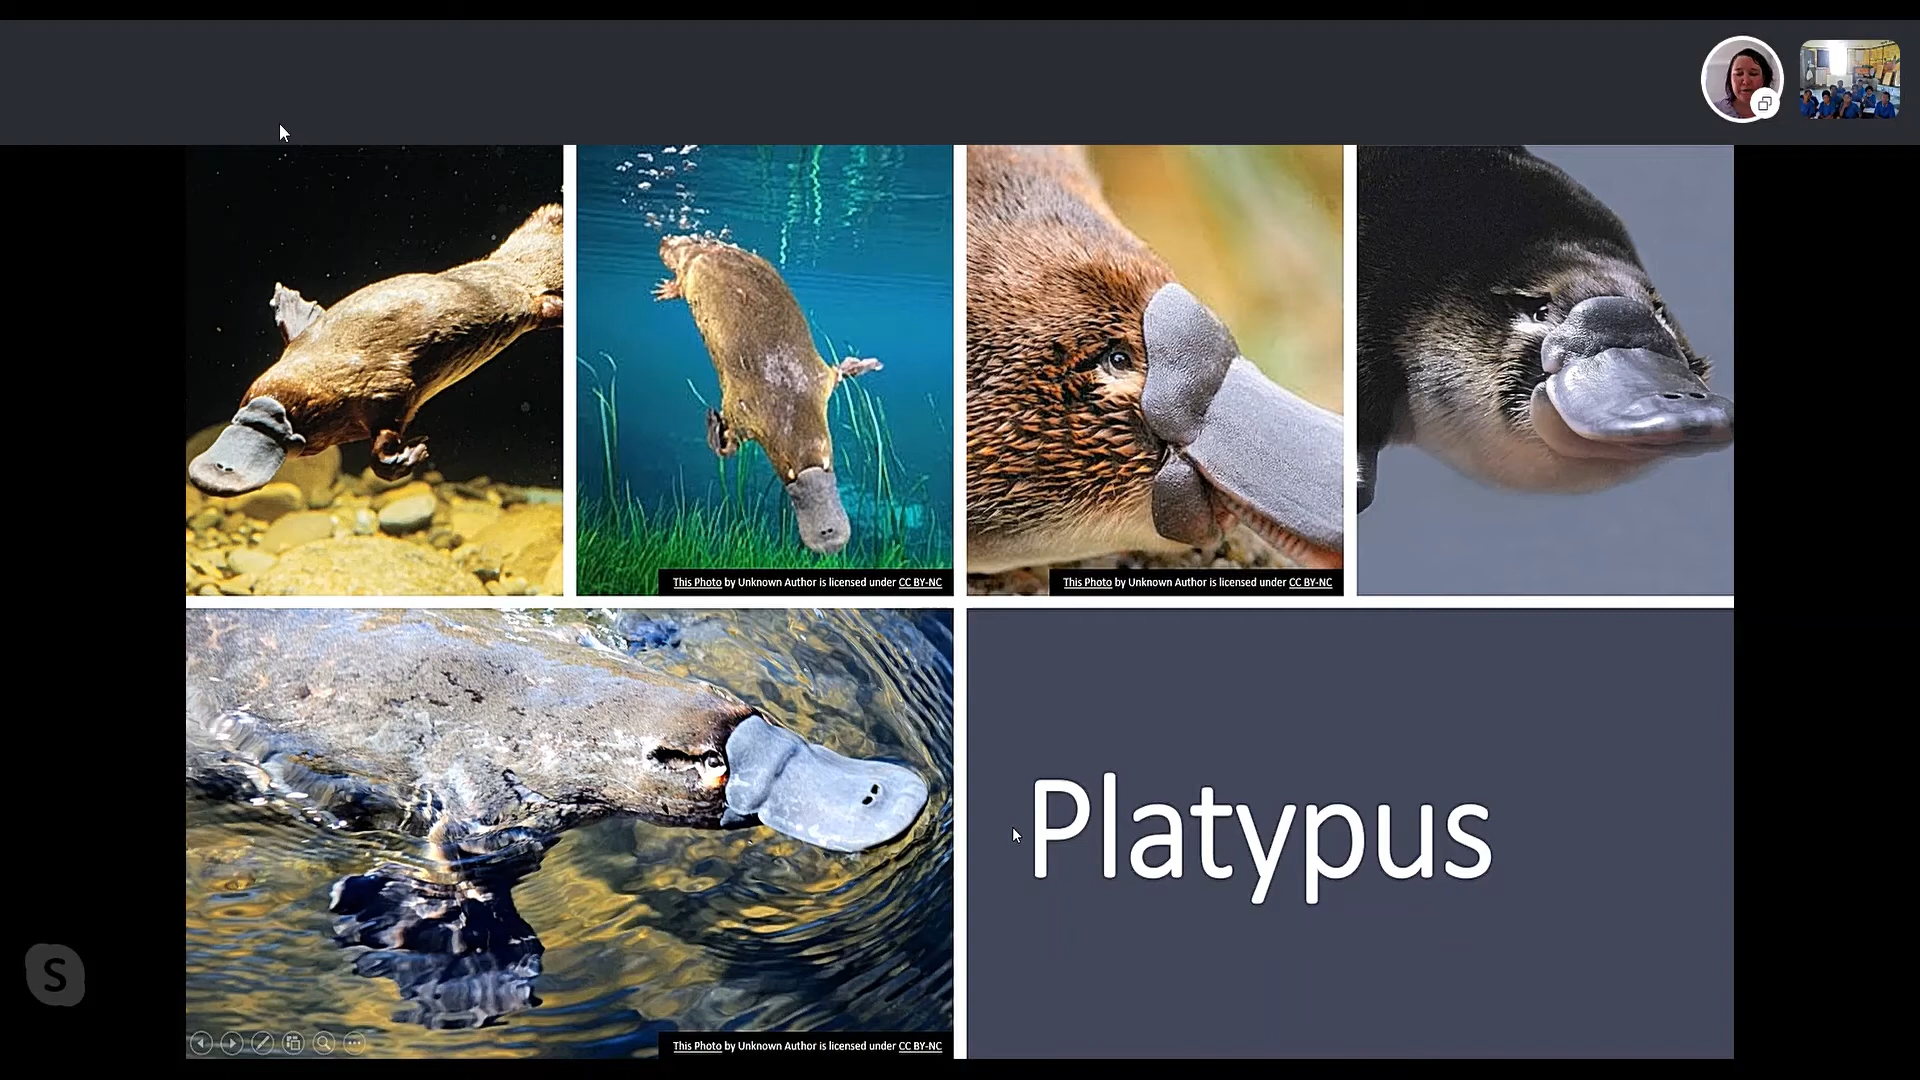 This Photo by Unknown Author is licensed under CC BY-NC
This Photo by Unknown Author is licensed under CC BY-NC
Platypus
S
This Photo by Unknown Author is licensed under CC BY-NC